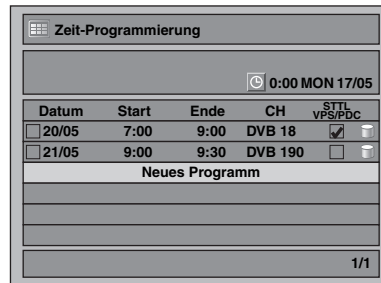 Zeit-Programmierung
0:00 MON 17/05
Datum Start Ende CH STTL VPS/PDC
20/05 7:00 9:00 DVB 18
21/05 9:00 9:30 DVB 190
Neues Programm
1/1